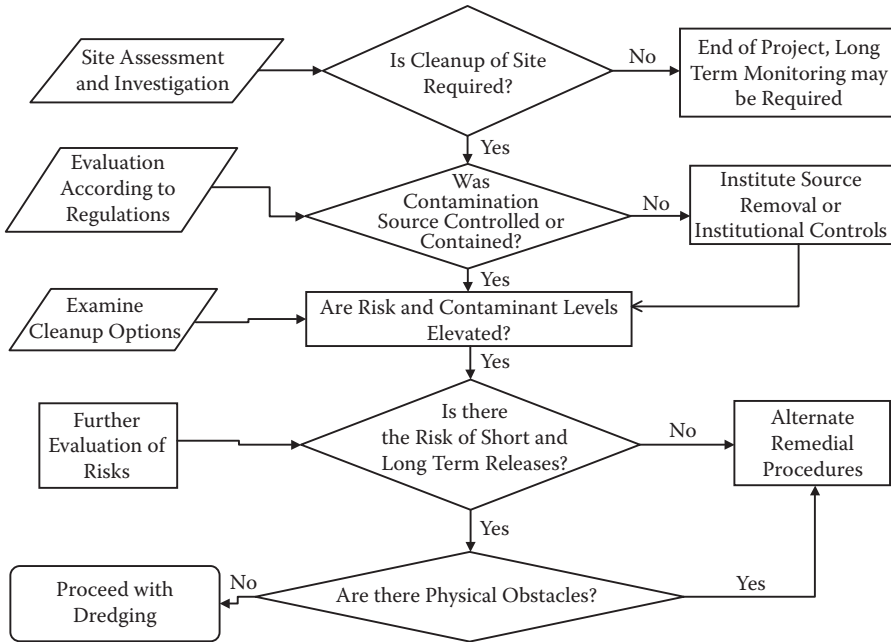 Site Assessment
and Investigation
Is Cleanup of Site
Required?
No
End of Project, Long
Term Monitoring may
be Required
Yes
Evaluation
According to
Regulations
Was
Contamination
Source Controlled or
Contained?
No
Institute Source
Removal or
Institutional Controls
Yes
Examine
Cleanup Options
Are Risk and Contaminant Levels
Elevated?
Yes
Further
Evaluation of
Risks
Is there
the Risk of Short and
Long Term Releases?
No
Alternate
Remedial
Procedures
Yes
Proceed with
Dredging
No
Are there Physical Obstacles?
Yes